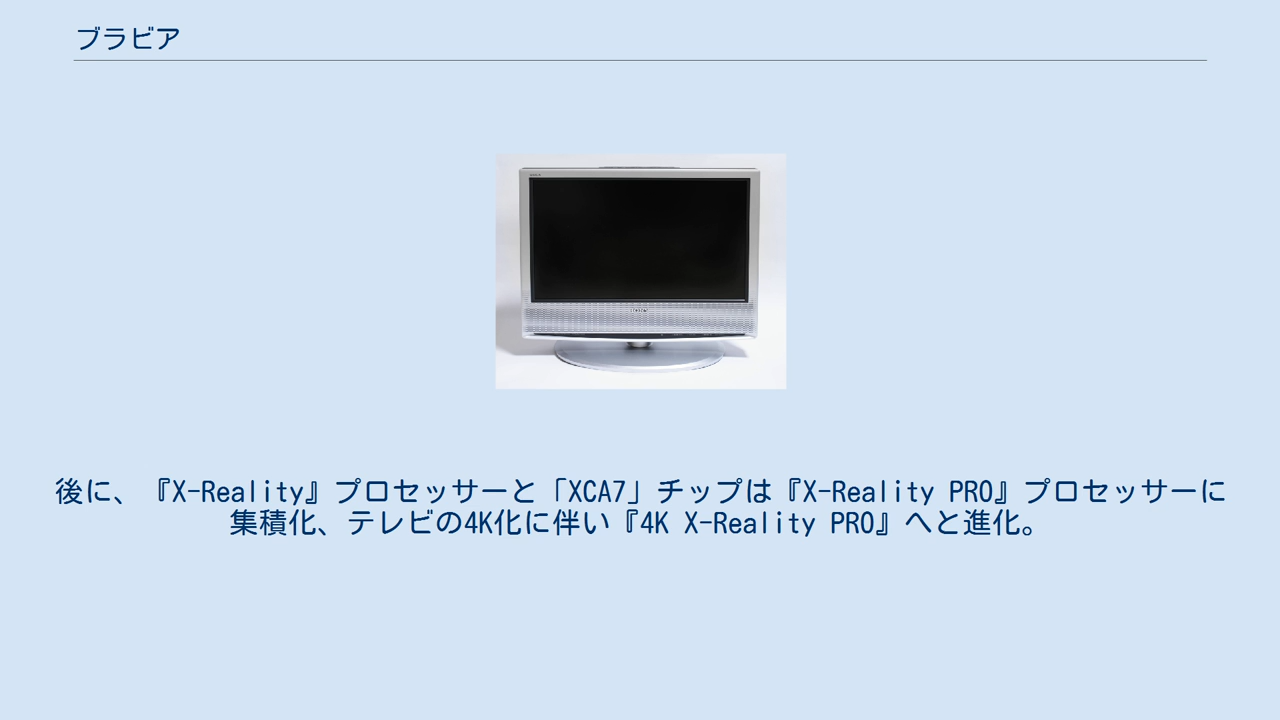 ブラビア
後に、『X-Reality』プロセッサーと「XCA7」チップは『X-Reality PRO』プロセッサーに
集積化、テレビの4K化に伴い『4K X-Reality PRO』へと進化。